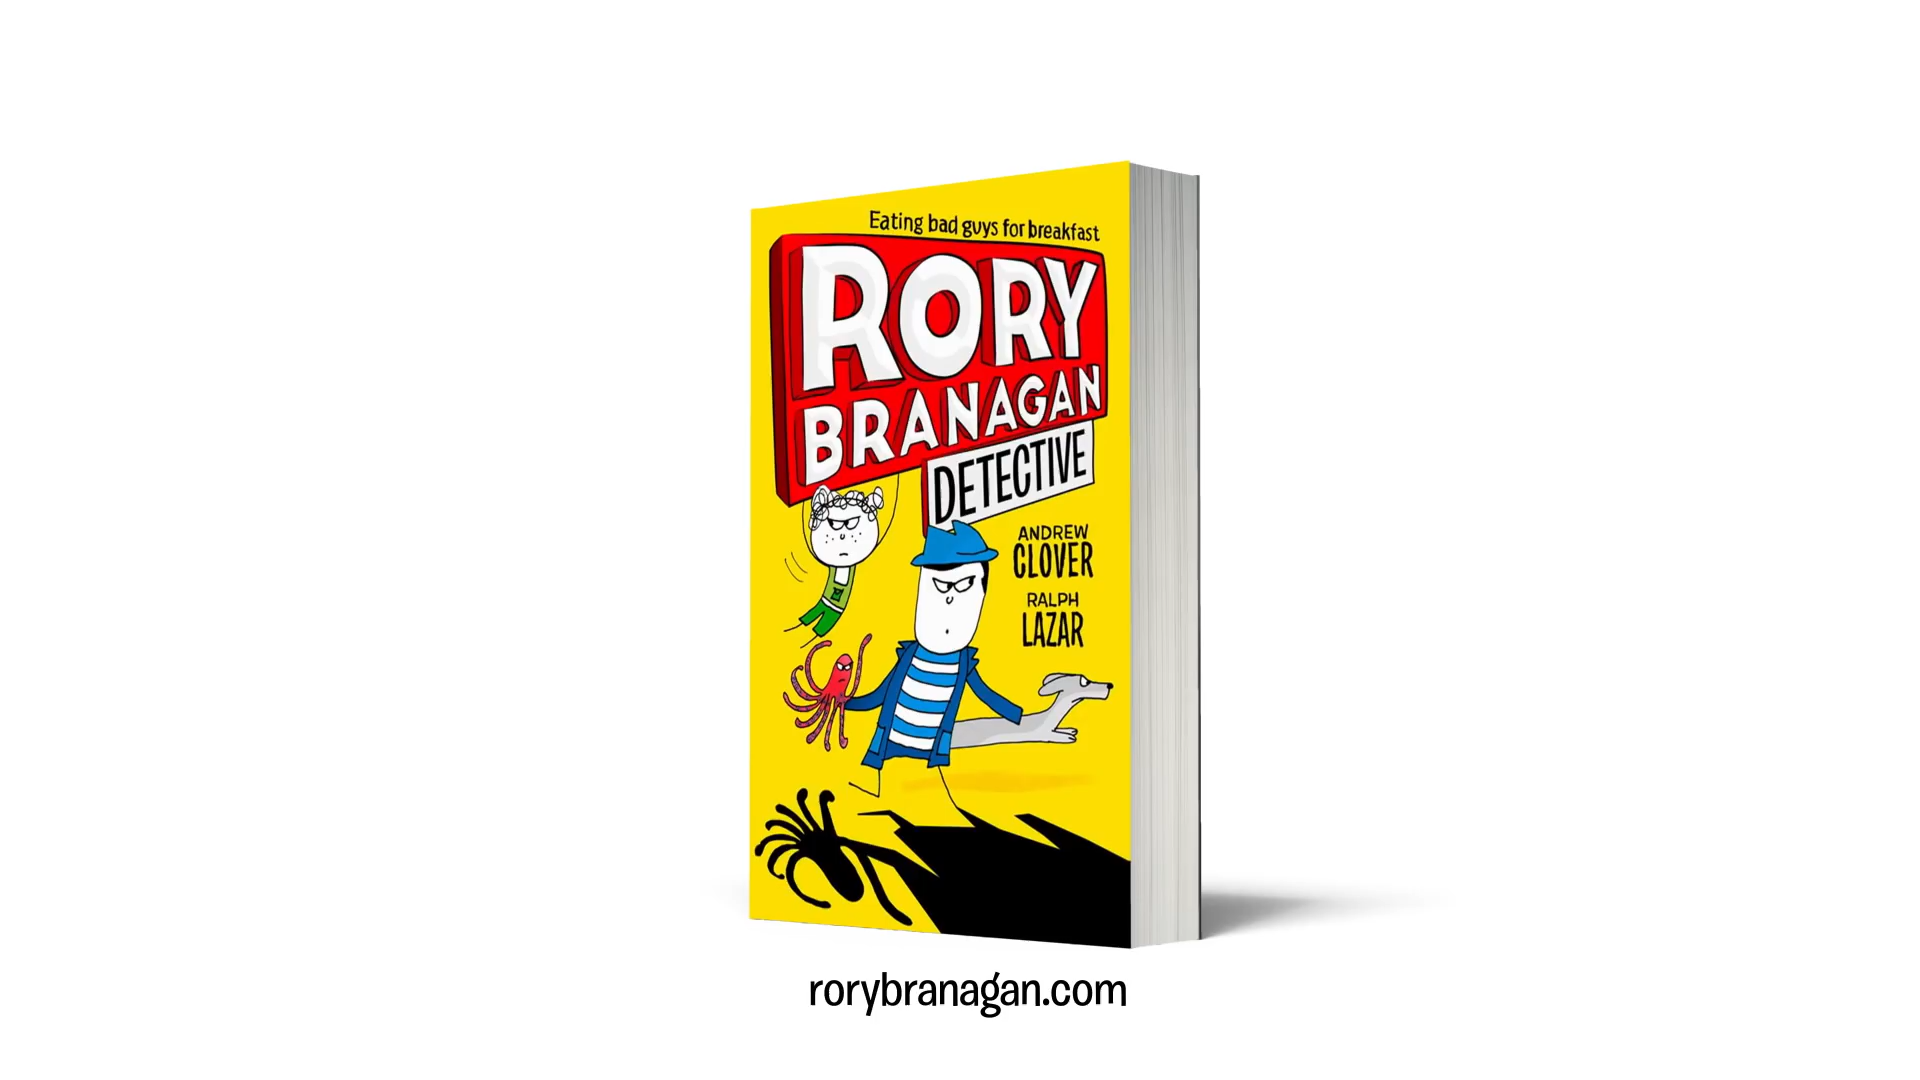 Eating bad guys for breakfast
RORY
BRANAGAN
DETECTIVE
ANDREW
CLOVER
RALPH
LAZAR
rorybranagan.com